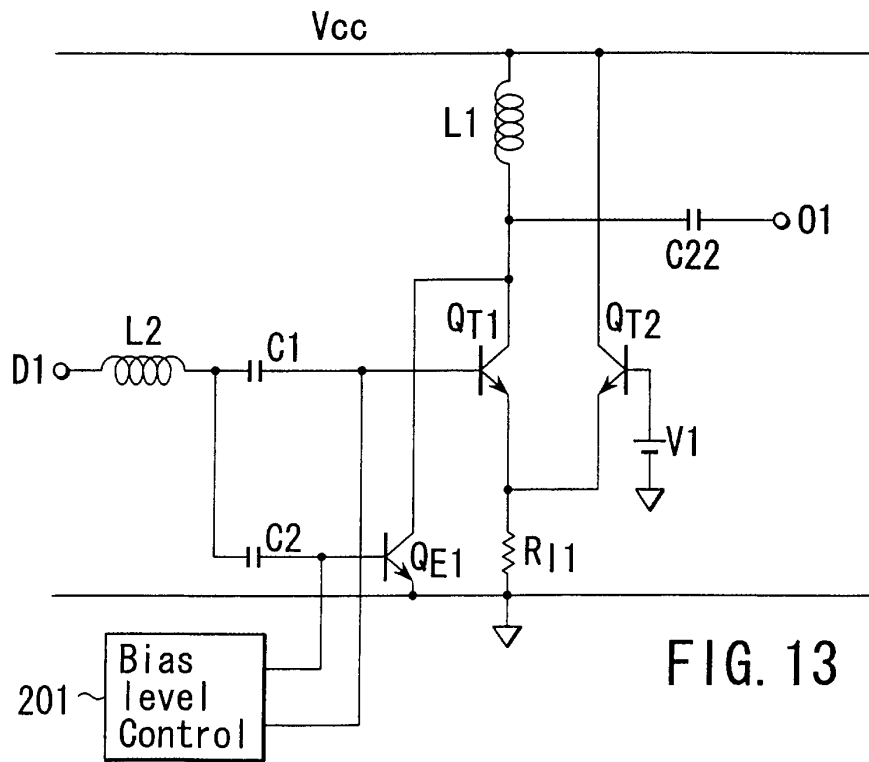 Vcc
L1
O1
C22
QT1
QT2
L2
C1
D1
V1
C2
QE1
RI1
FIG. 13
201
Bias
level
Control